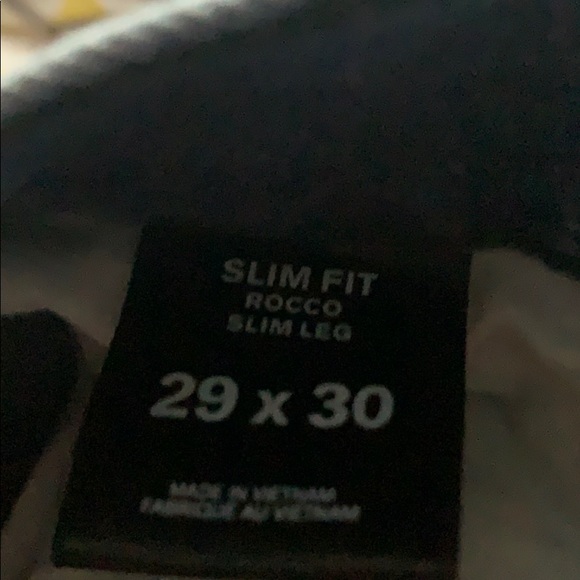 SLIM FIT
ROCCO
SLIM LEG
29 x 30
MADE IN VIETNAM
FABRIQUÉ AU VIETNAM